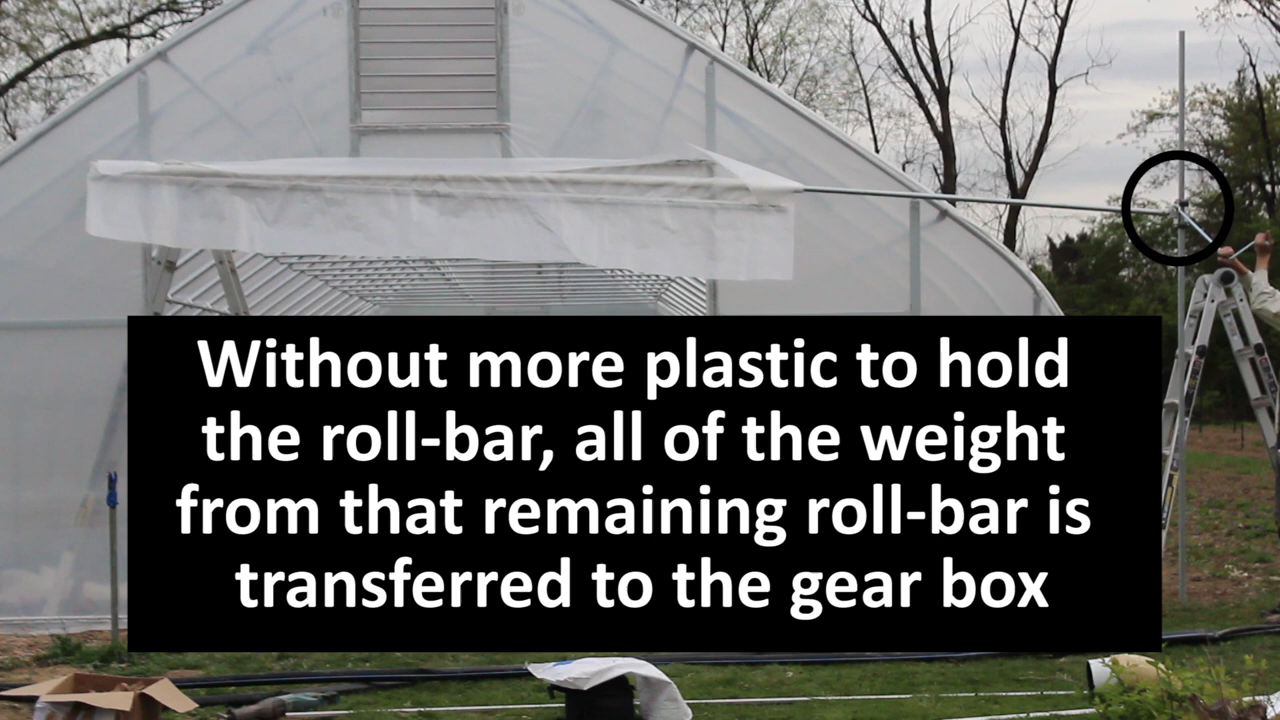 Without more plastic to hold
the roll-bar, all of the weight
from that remaining roll-bar is
transferred to the gear box